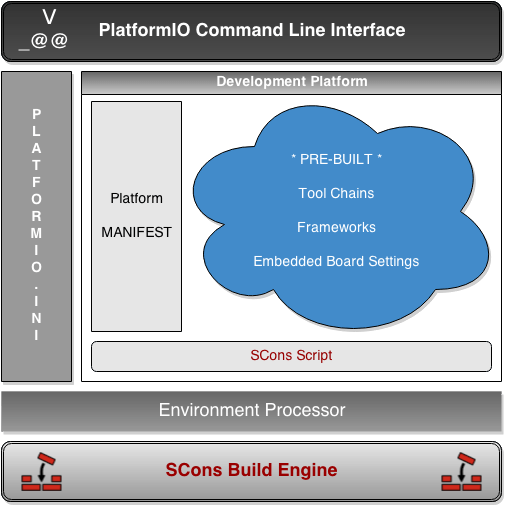 V
_@@
PlatformIO Command Line Interface
PLATFORMIO.INI
Development Platform
Platform
MANIFEST
* PRE-BUILT *
Tool Chains
Frameworks
Embedded Board Settings
SCons Script
Environment Processor
SCons Build Engine